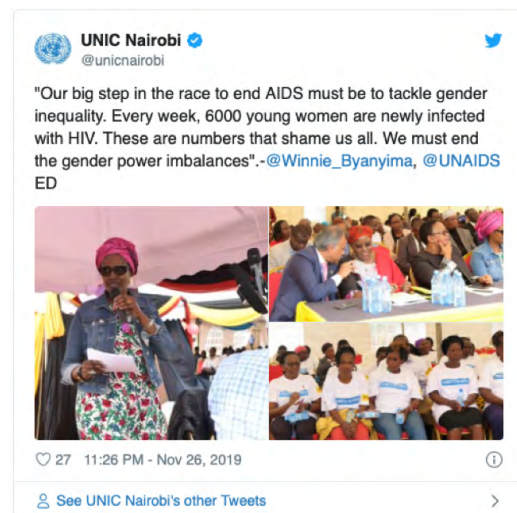 UNIC Nairobi
@unicnairobi
"Our big step in the race to end AIDS must be to tackle gender
inequality. Every week, 6000 young women are newly infected
with HIV. These are numbers that shame us all. We must end
the gender power imbalances".-@Winnie_Byanyima, @UNAIDS
ED
27 11:26 PM - Nov 26, 2019
See UNIC Nairobi's other Tweets